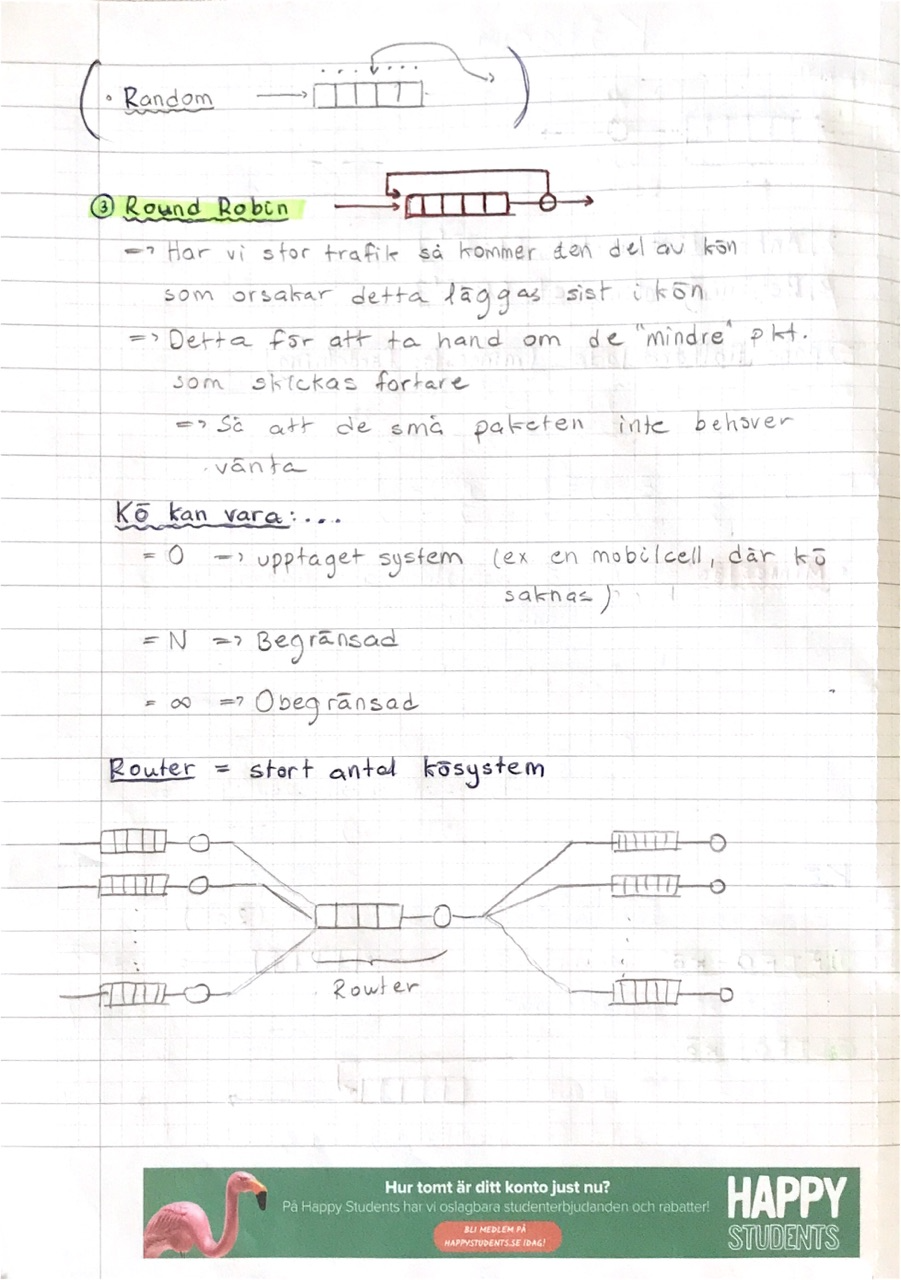 ( • Random )
③ Round Robin
=> Har vi stor trafik så kommer den del av kön
som orsakar detta läggas sist i kön
=> Detta för att ta hand om de "mindre" pkt.
som skickas fortare
=> Så att de små paketen inte behöver
vänta
Kö kan vara:...
= 0 => upptaget system (ex en mobilcell, där kö
saknas)
= N => Begränsad
= ∞ => Obegränsad
Router = stort antal kösystem
Router
Hur tomt är ditt konto just nu?
På Happy Students har vi oslagbara studenterbjudanden och rabatter!
BLI MEDLEM PÅ
HAPPYSTUDENTS.SE IDAG!
HAPPY
STUDENTS